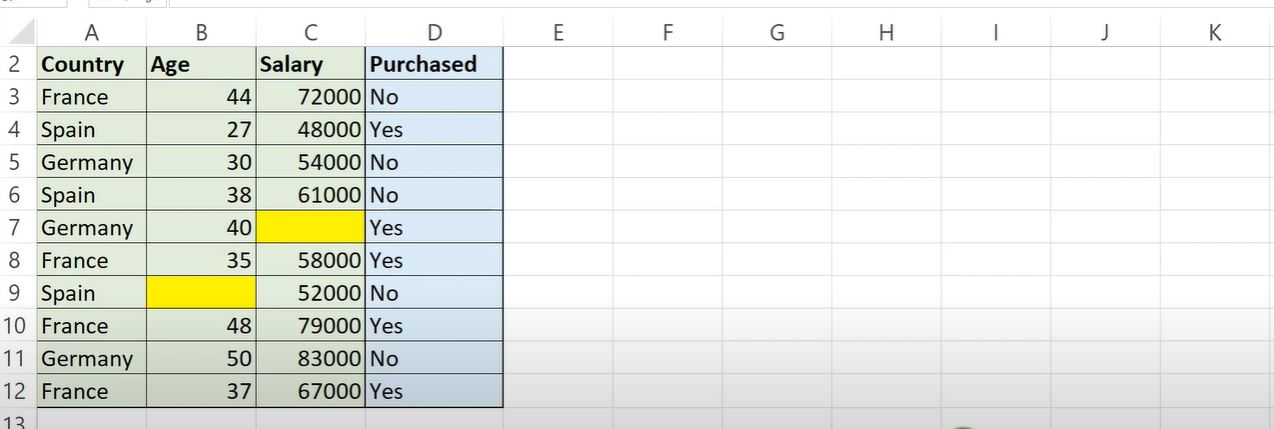 A B C D E F G H I J K
2 Country Age Salary Purchased
3 France 44 72000 No
4 Spain 27 48000 Yes
5 Germany 30 54000 No
6 Spain 38 61000 No
7 Germany 40 Yes
8 France 35 58000 Yes
9 Spain 52000 No
10 France 48 79000 Yes
11 Germany 50 83000 No
12 France 37 67000 Yes
13